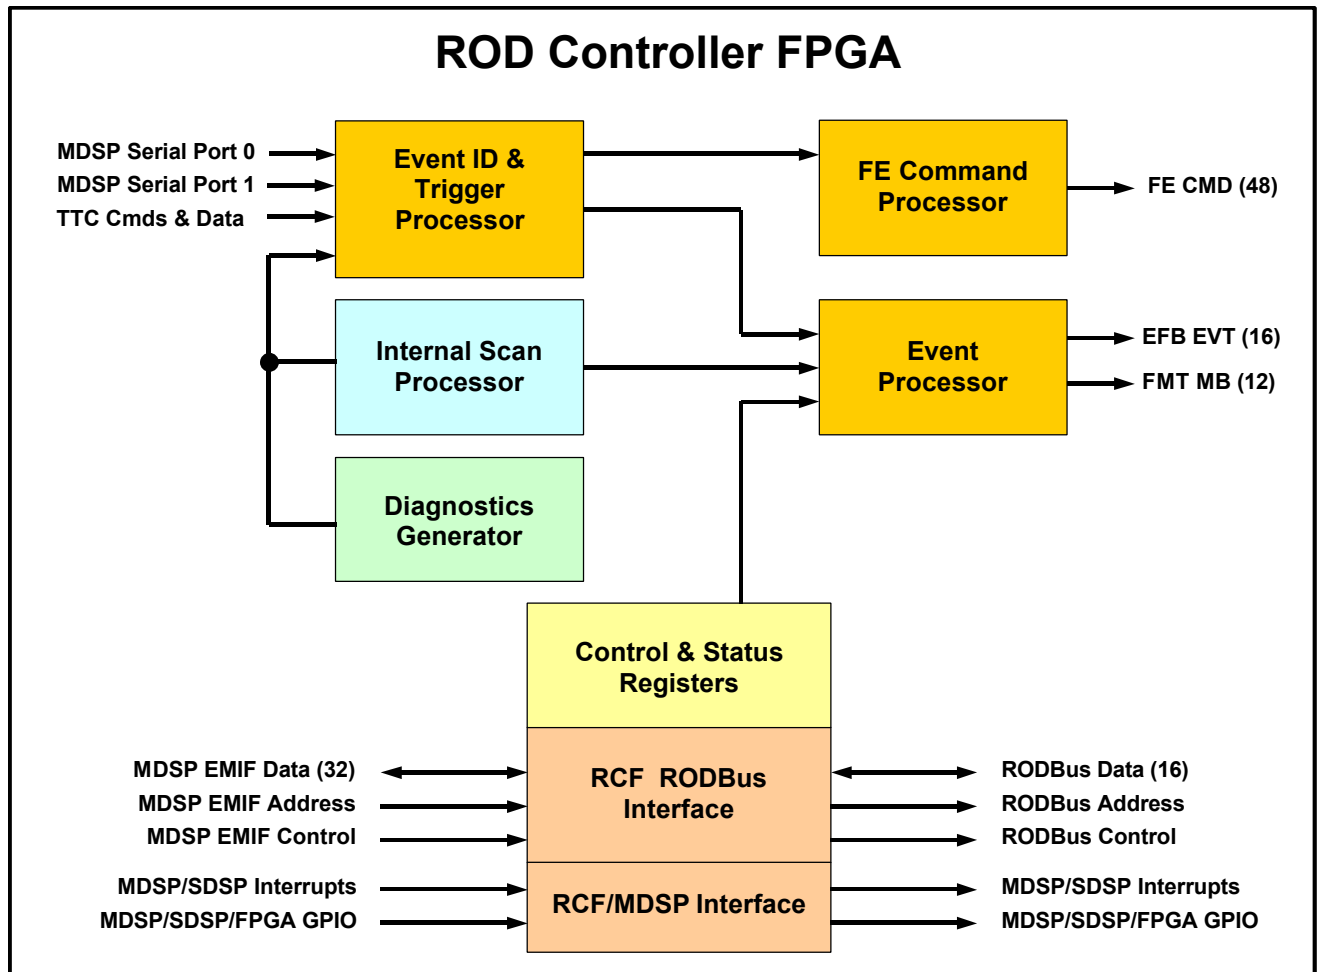 ROD Controller FPGA
MDSP Serial Port 0
MDSP Serial Port 1
TTC Cmds & Data
Event ID &
Trigger
Processor
FE Command
Processor
FE CMD (48)
Internal Scan
Processor
Event
Processor
EFB EVT (16)
FMT MB (12)
Diagnostics
Generator
Control & Status
Registers
MDSP EMIF Data (32)
MDSP EMIF Address
MDSP EMIF Control
RCF RODBus
Interface
RODBus Data (16)
RODBus Address
RODBus Control
MDSP/SDSP Interrupts
MDSP/SDSP/FPGA GPIO
RCF/MDSP Interface
MDSP/SDSP Interrupts
MDSP/SDSP/FPGA GPIO